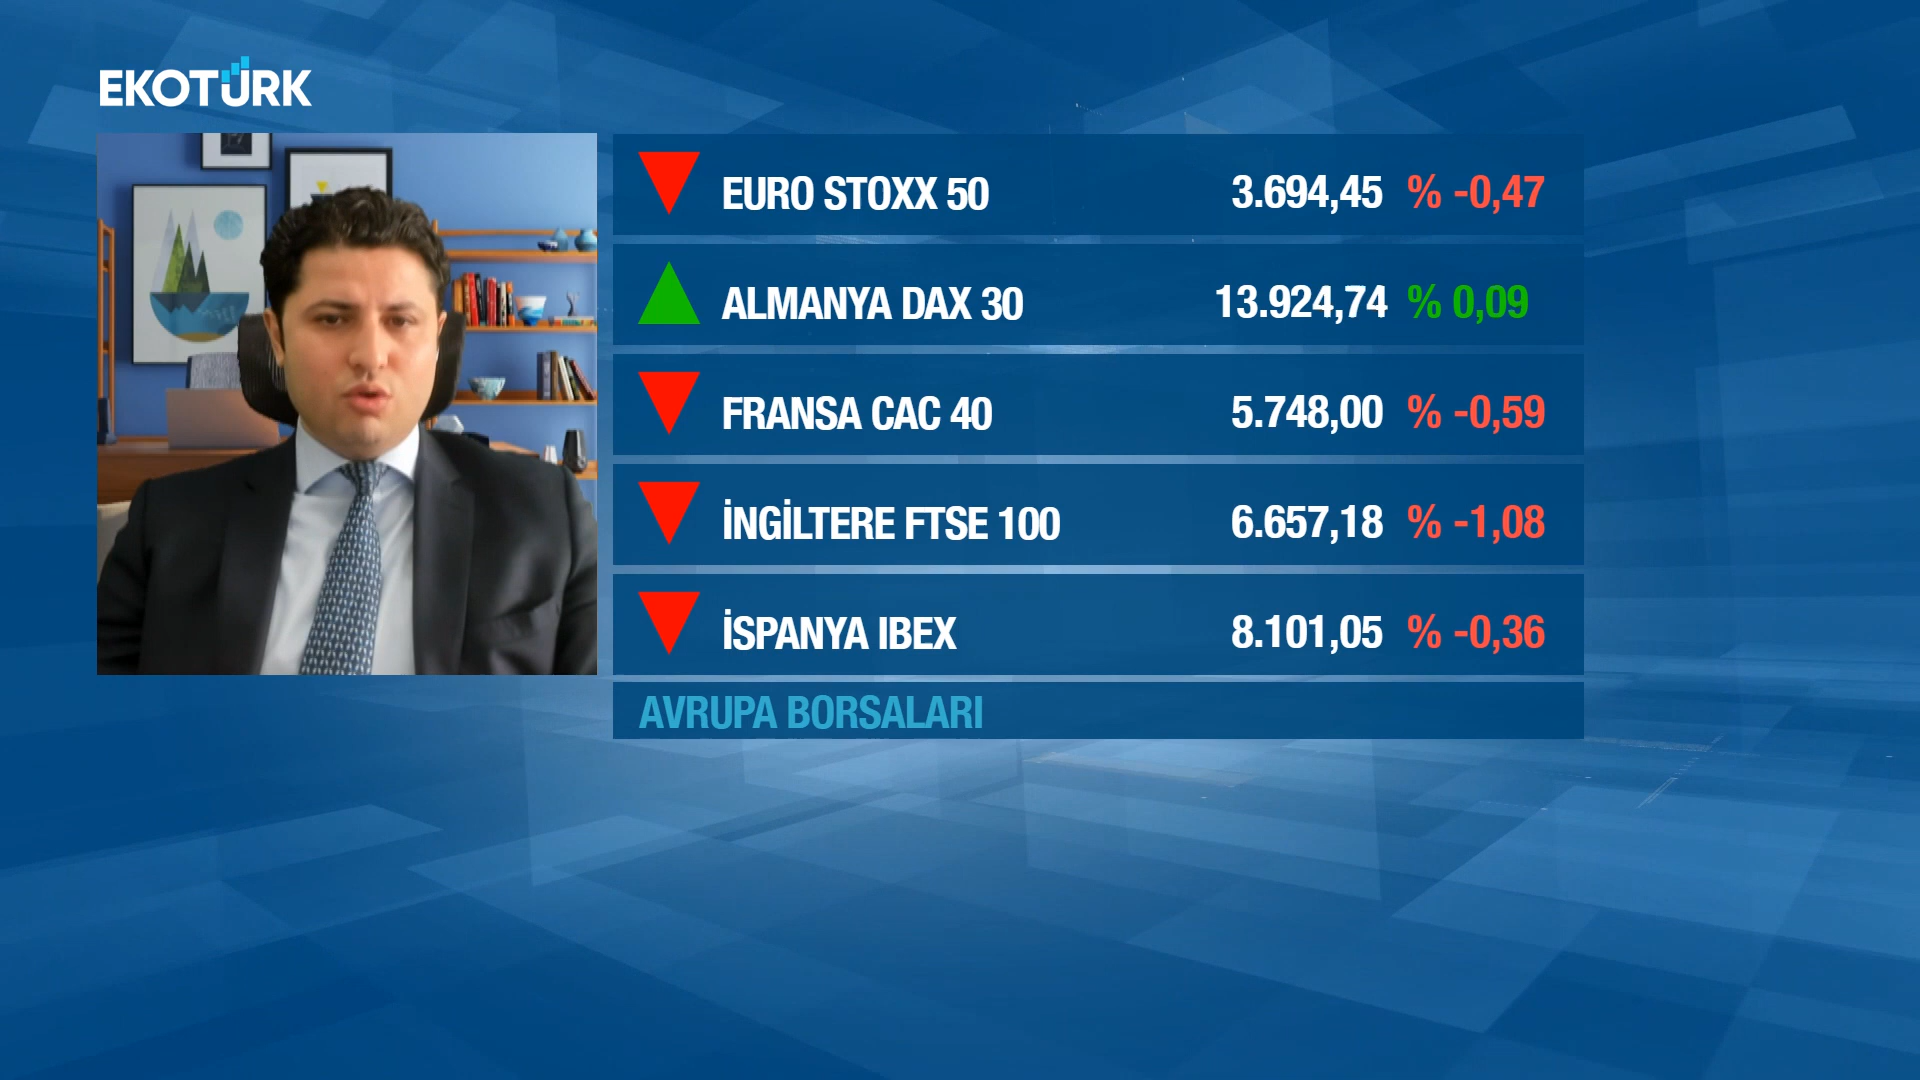 EKOTÜRK
EURO STOXX 50 3.694,45 % -0,47
ALMANYA DAX 30 13.924,74 % 0,09
FRANSA CAC 40 5.748,00 % -0,59
İNGİLTERE FTSE 100 6.657,18 % -1,08
İSPANYA IBEX 8.101,05 % -0,36
AVRUPA BORSALARI